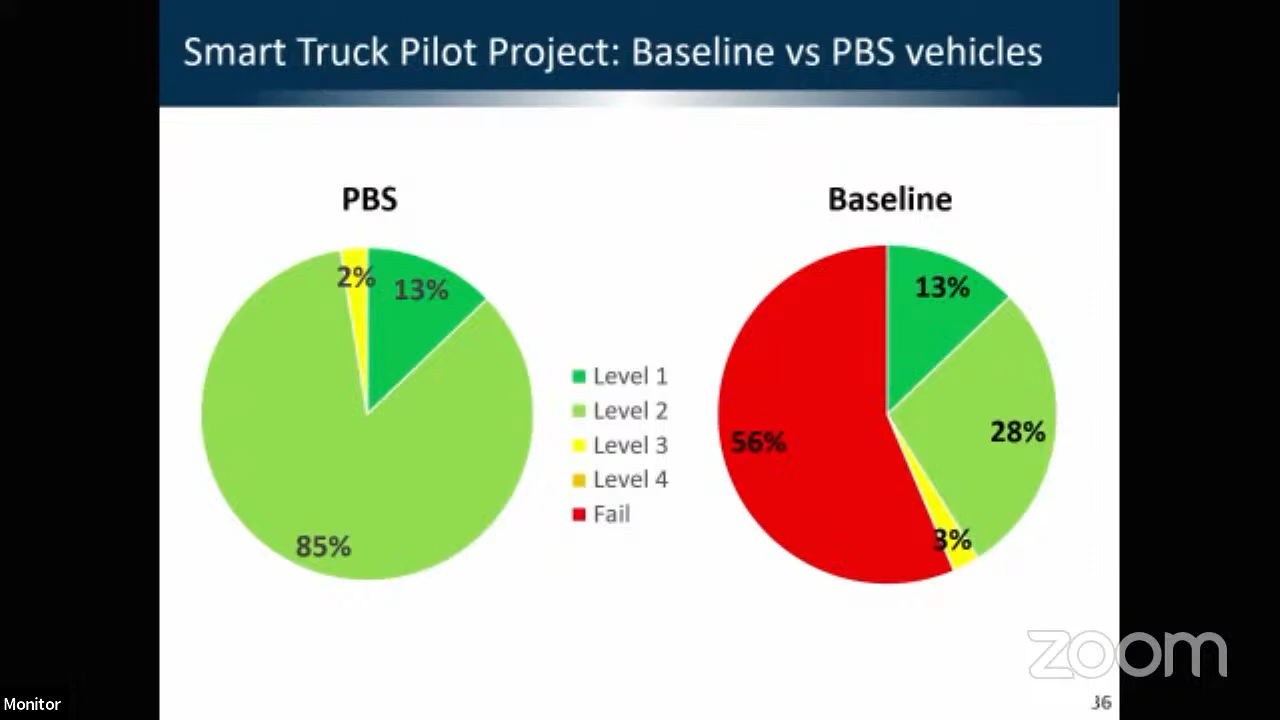 Smart Truck Pilot Project: Baseline vs PBS vehicles
PBS
2%
13%
85%
Level 1
Level 2
Level 3
Level 4
Fail
Baseline
13%
28%
3%
56%
zoom
Monitor
36